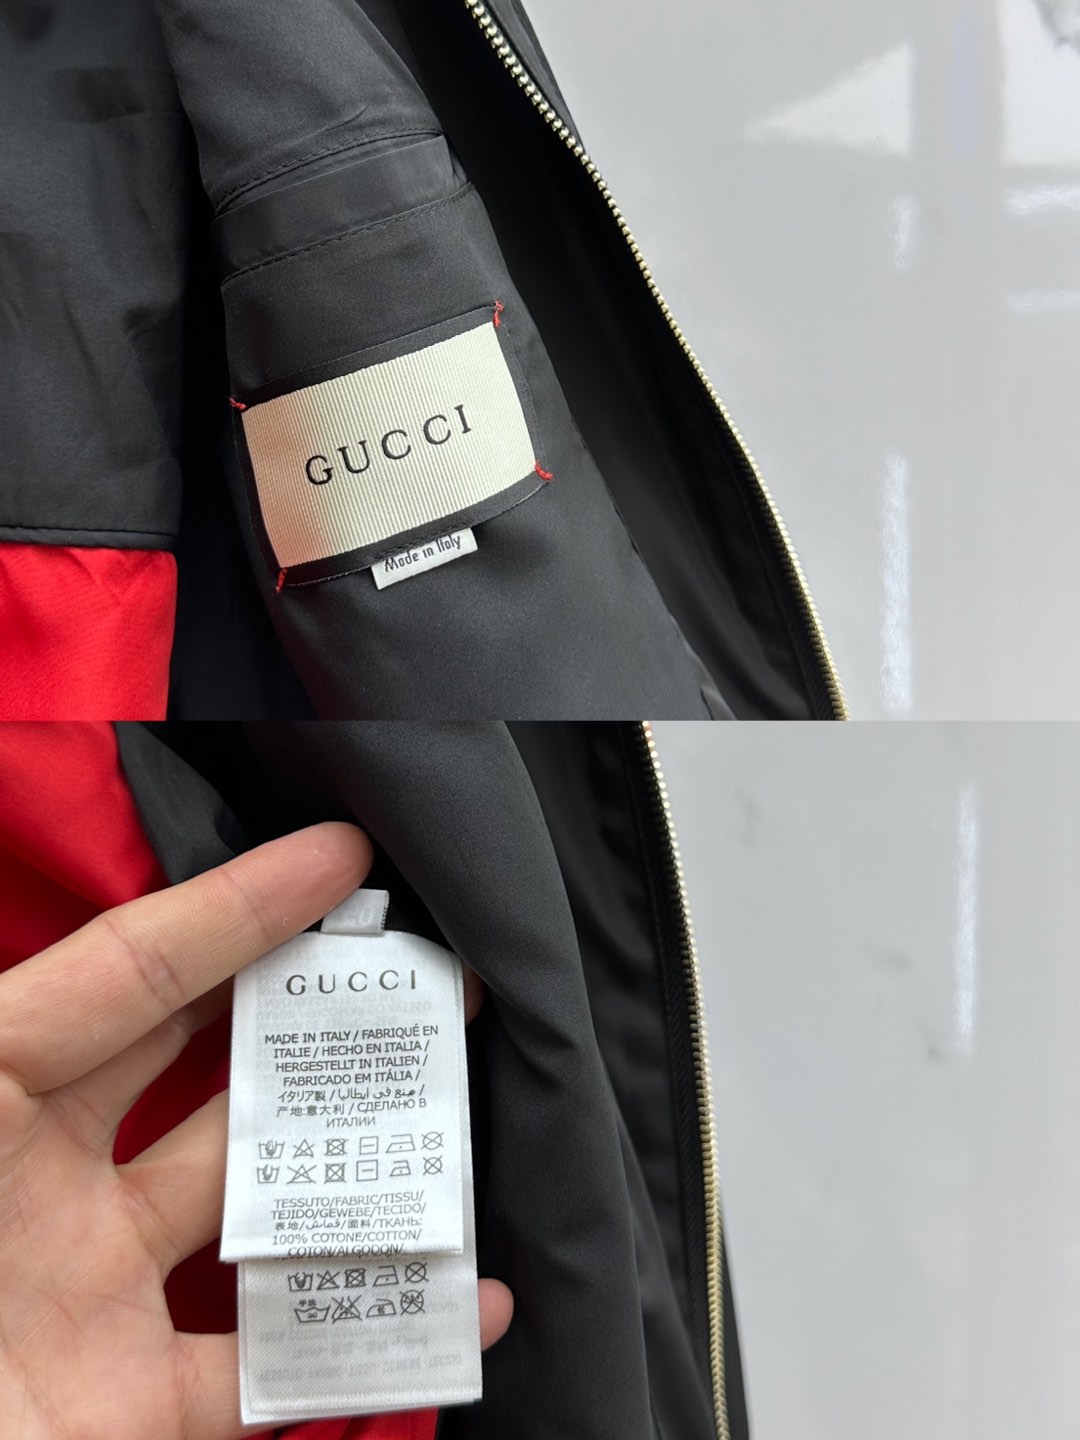 GUCCI
Made in Italy
GUCCI
MADE IN ITALY / FABRIQUÉ EN
ITALIE / HECHO EN ITALIA /
HERGESTELLT IN ITALIEN /
FABRICADO EM ITÁLIA /
イタリア製 / صنع في ايطاليا /
产地:意大利 / СДЕЛАНО В
ИТАЛИИ
TESSUTO/FABRIC/TISSU/
TEJIDO/GEWEBE/TECIDO/
表地/قماش/面料/ТКАНЬ:
100% COTONE/COTTON/
COTON/ALGODON/